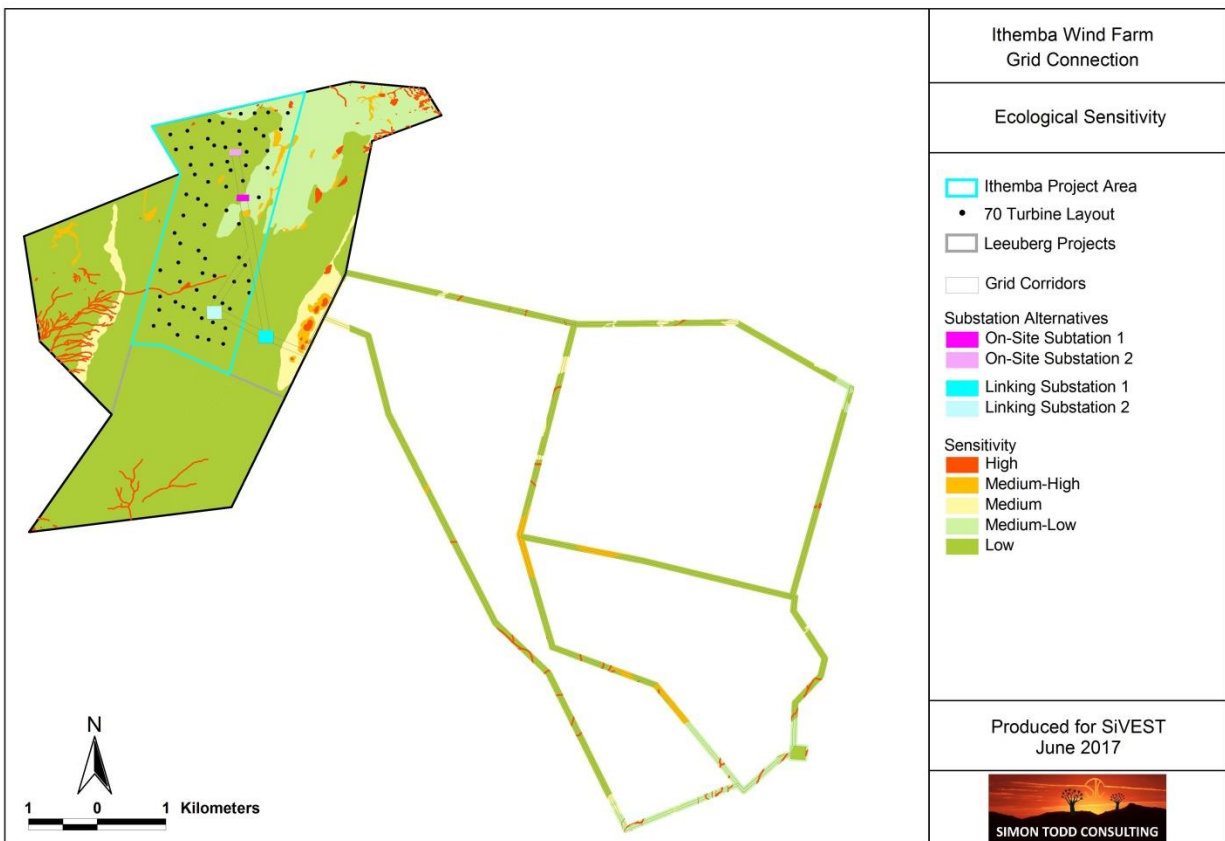 Ithemba Wind Farm
Grid Connection
Ecological Sensitivity
Ithemba Project Area
70 Turbine Layout
Leeuberg Projects
Grid Corridors
Substation Alternatives
On-Site Subtation 1
On-Site Substation 2
Linking Substation 1
Linking Substation 2
Sensitivity
High
Medium-High
Medium
Medium-Low
Low
N
1 0 1 Kilometers
Produced for SiVEST
June 2017
SIMON TODD CONSULTING